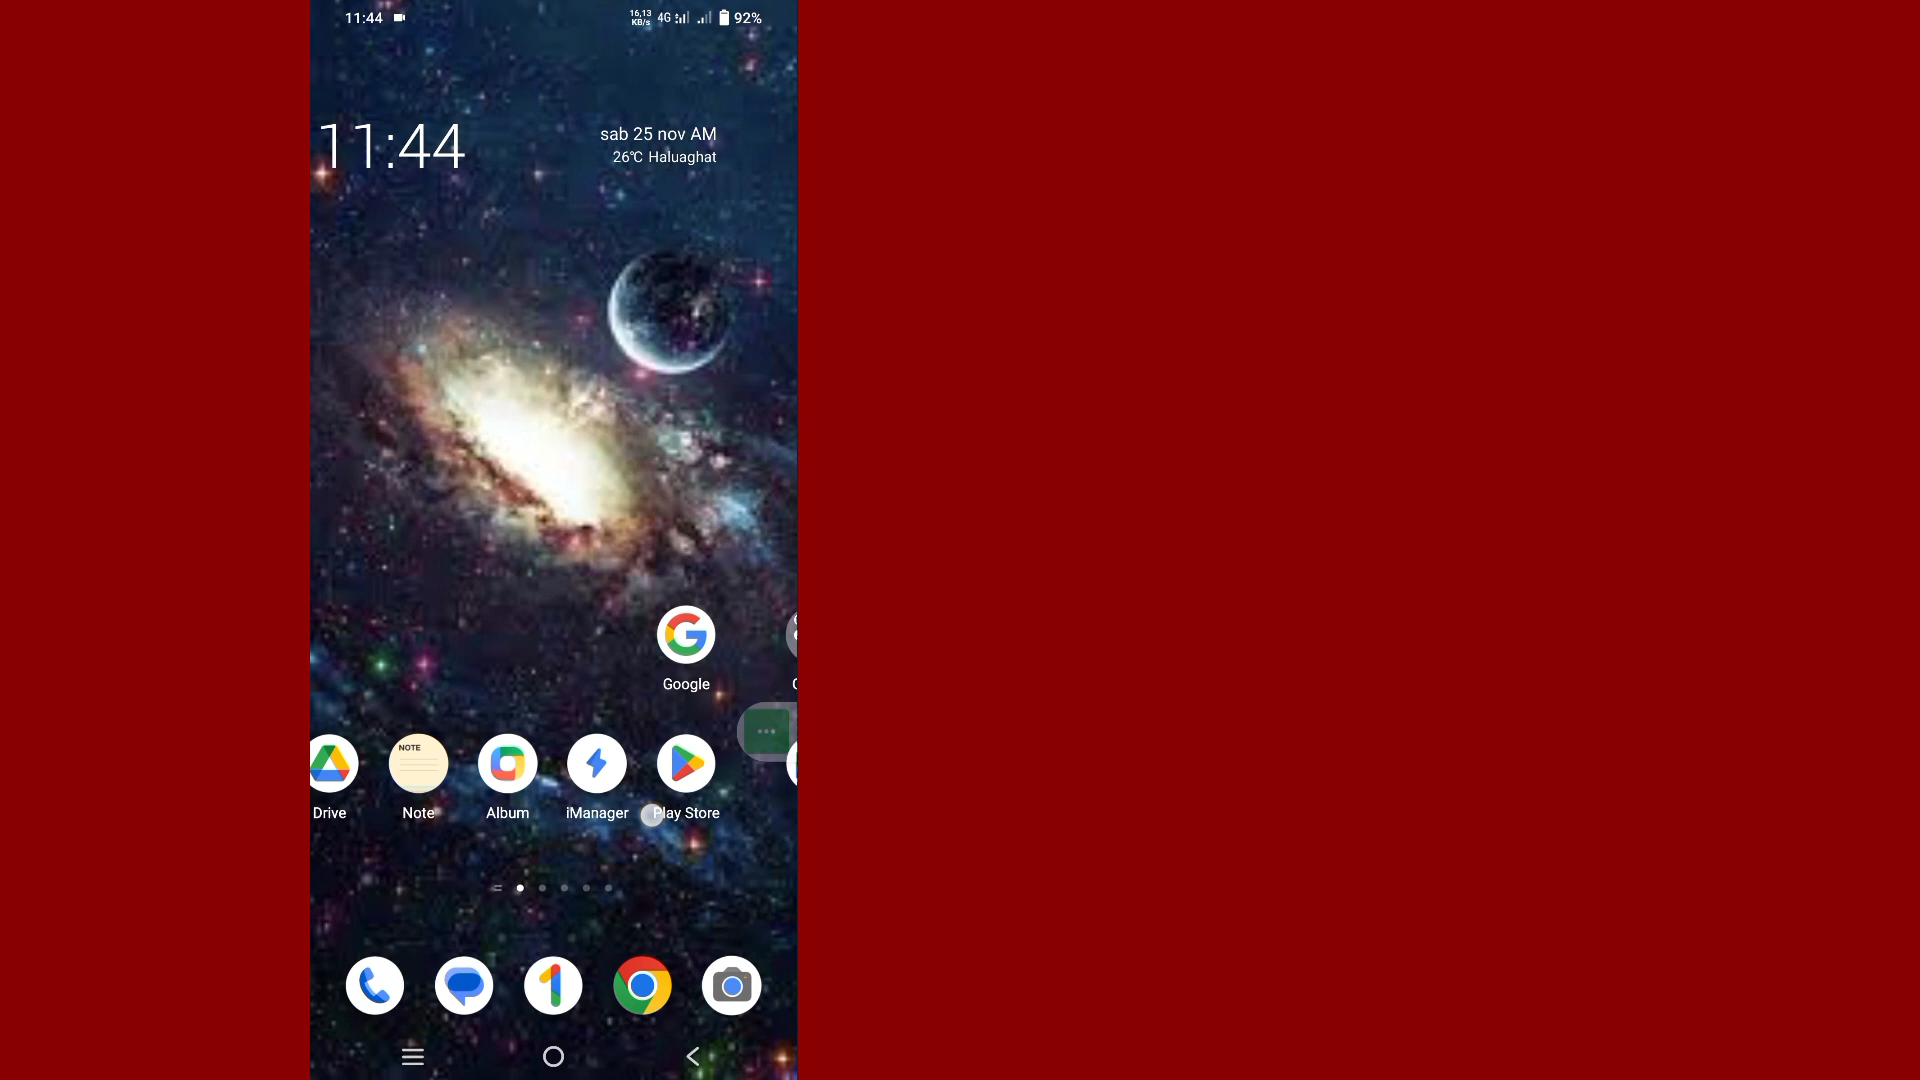 11:44
16,13 KB/s 4G 92%
11:44
sab 25 nov AM
26°C Haluaghat
Google
NOTE
Drive Note Album iManager Play Store